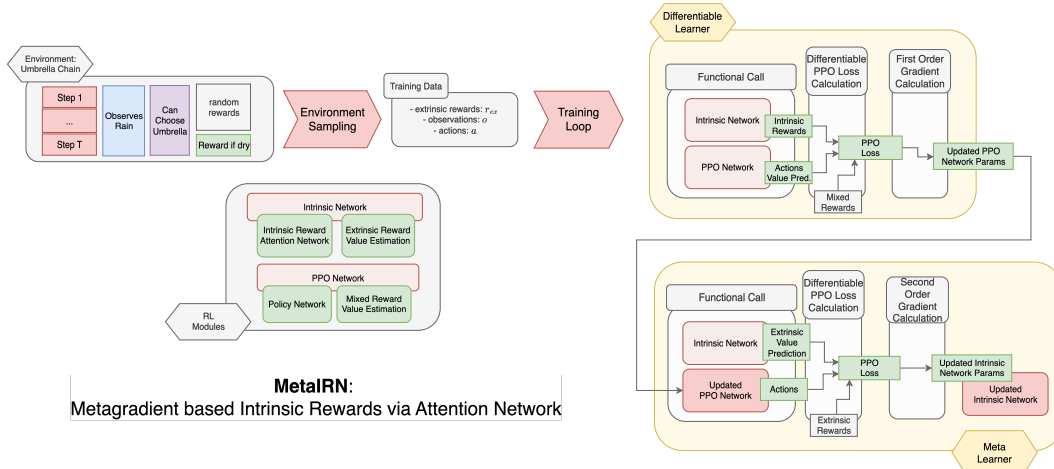 Environment:
Umbrella Chain
Step 1
...
Step T
Observes
Rain
Can
Choose
Umbrella
random
rewards
Reward if dry
Environment
Sampling
Training Data
- extrinsic rewards: r_ex
- observations: o
- actions: a
Training
Loop
Intrinsic Network
Intrinsic Reward
Attention Network
Extrinsic Reward
Value Estimation
PPO Network
Policy Network
Mixed Reward
Value Estimation
RL
Modules
MetaIRN:
Metagradient based Intrinsic Rewards via Attention Network
Differentiable
Learner
Functional Call
Differentiable
PPO Loss
Calculation
First Order
Gradient
Calculation
Intrinsic Network
Intrinsic
Rewards
PPO Network
Actions
Value Pred.
PPO
Loss
Mixed
Rewards
Updated PPO
Network Params
Functional Call
Differentiable
PPO Loss
Calculation
Second
Order
Gradient
Calculation
Intrinsic Network
Extrinsic
Value
Prediction
Updated
PPO Network
Actions
PPO
Loss
Extrinsic
Rewards
Updated Intrinsic
Network Params
Updated
Intrinsic Network
Meta
Learner